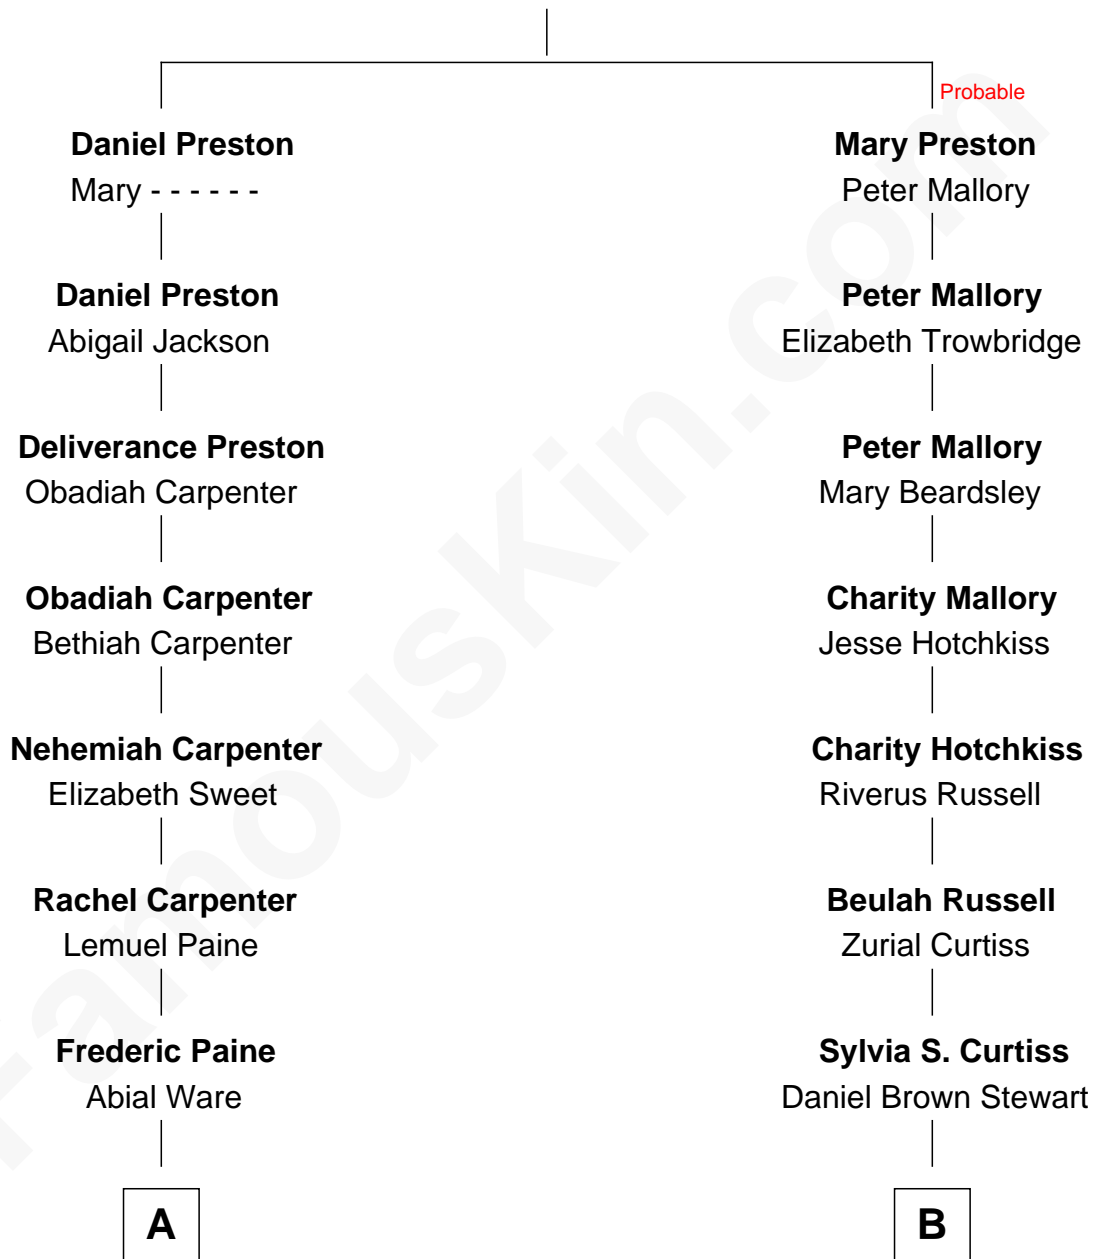 Probable
Daniel Preston
Mary - - - - - -
Mary Preston
Peter Mallory
Daniel Preston
Abigail Jackson
Peter Mallory
Elizabeth Trowbridge
Deliverance Preston
Obadiah Carpenter
Peter Mallory
Mary Beardsley
Obadiah Carpenter
Bethiah Carpenter
Charity Mallory
Jesse Hotchkiss
Nehemiah Carpenter
Elizabeth Sweet
Charity Hotchkiss
Riverus Russell
Rachel Carpenter
Lemuel Paine
Beulah Russell
Zurial Curtiss
Frederic Paine
Abial Ware
Sylvia S. Curtiss
Daniel Brown Stewart
A
B
FamousKin.com